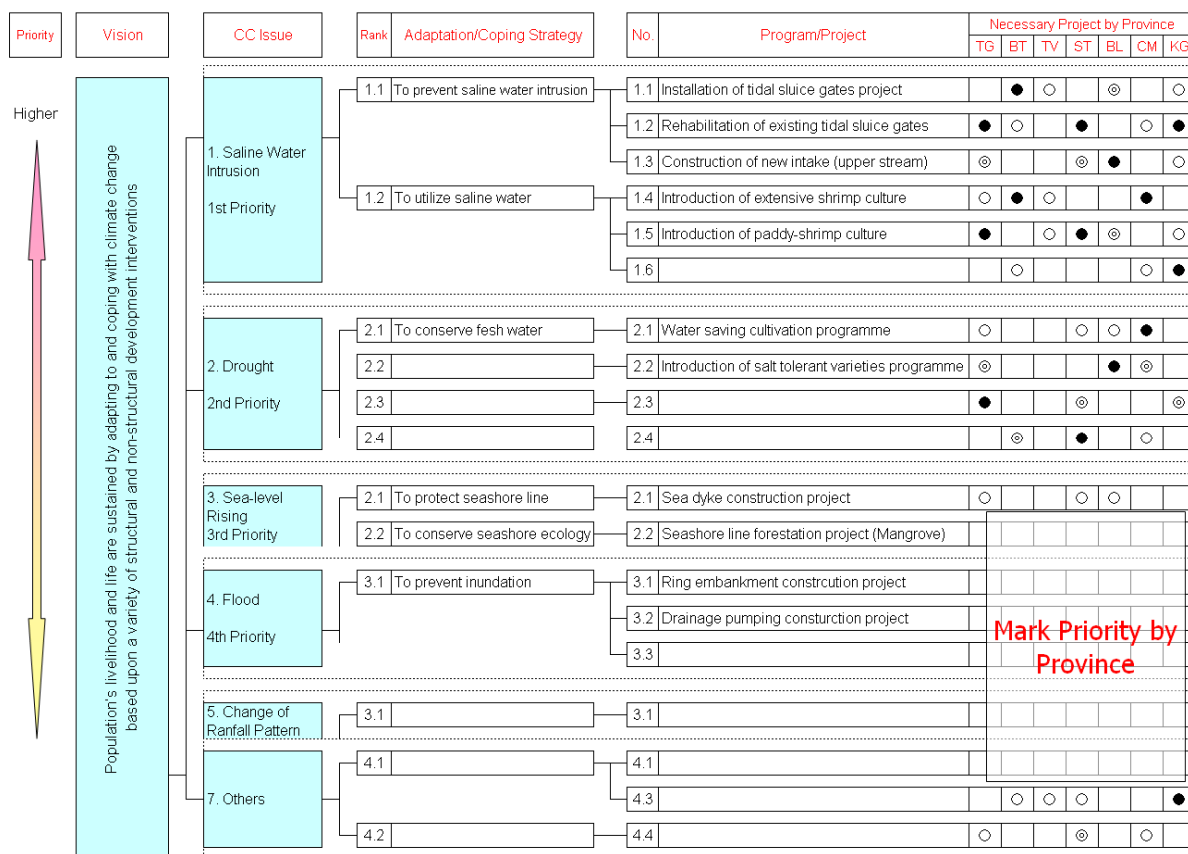 Priority
Vision
CC Issue
Rank
Adaptation/Coping Strategy
No.
Program/Project
Necessary Project by Province
TG BT TV ST BL CM KG
Higher
Population's livelihood and life are sustained by adapting to and coping with climate change
based upon a variety of structural and non-structural development interventions
1. Saline Water
Intrusion
1st Priority
1.1 To prevent saline water intrusion
1.1 Installation of tidal sluice gates project
● ○ ◎ ○
1.2 Rehabilitation of existing tidal sluice gates
● ○ ● ○ ●
1.3 Construction of new intake (upper stream)
◎ ◎ ● ○
1.2 To utilize saline water
1.4 Introduction of extensive shrimp culture
○ ● ○ ●
1.5 Introduction of paddy-shrimp culture
● ○ ● ◎ ○
1.6
○ ○ ●
2. Drought
2nd Priority
2.1 To conserve fesh water
2.1 Water saving cultivation programme
○ ○ ○ ●
2.2
2.2 Introduction of salt tolerant varieties programme
◎ ● ◎
2.3
2.3
● ◎ ◎
2.4
2.4
◎ ● ○
3. Sea-level
Rising
3rd Priority
2.1 To protect seashore line
2.1 Sea dyke construction project
○ ○ ○
2.2 To conserve seashore ecology
2.2 Seashore line forestation project (Mangrove)
4. Flood
4th Priority
3.1 To prevent inundation
3.1 Ring embankment constrcution project
3.2 Drainage pumping consturction project
3.3
Mark Priority by
Province
5. Change of
Ranfall Pattern
3.1
3.1
7. Others
4.1
4.1
4.3
○ ○ ○ ●
4.2
4.4
○ ◎ ○